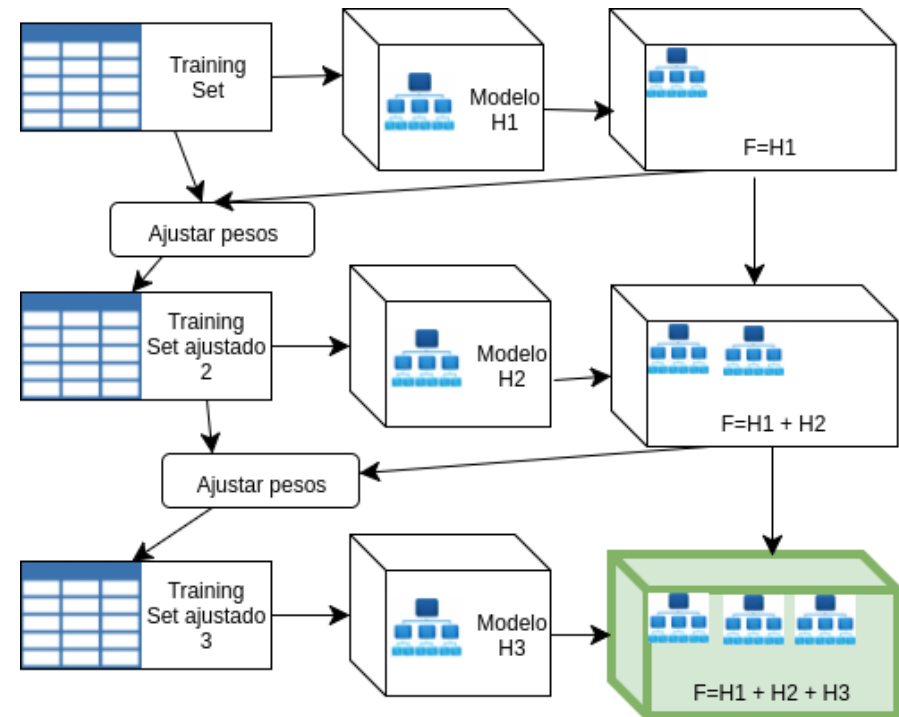 Training
Set
Modelo
H1
F=H1
Ajustar pesos
Training
Set ajustado
2
Modelo
H2
F=H1 + H2
Ajustar pesos
Training
Set ajustado
3
Modelo
H3
F=H1 + H2 + H3